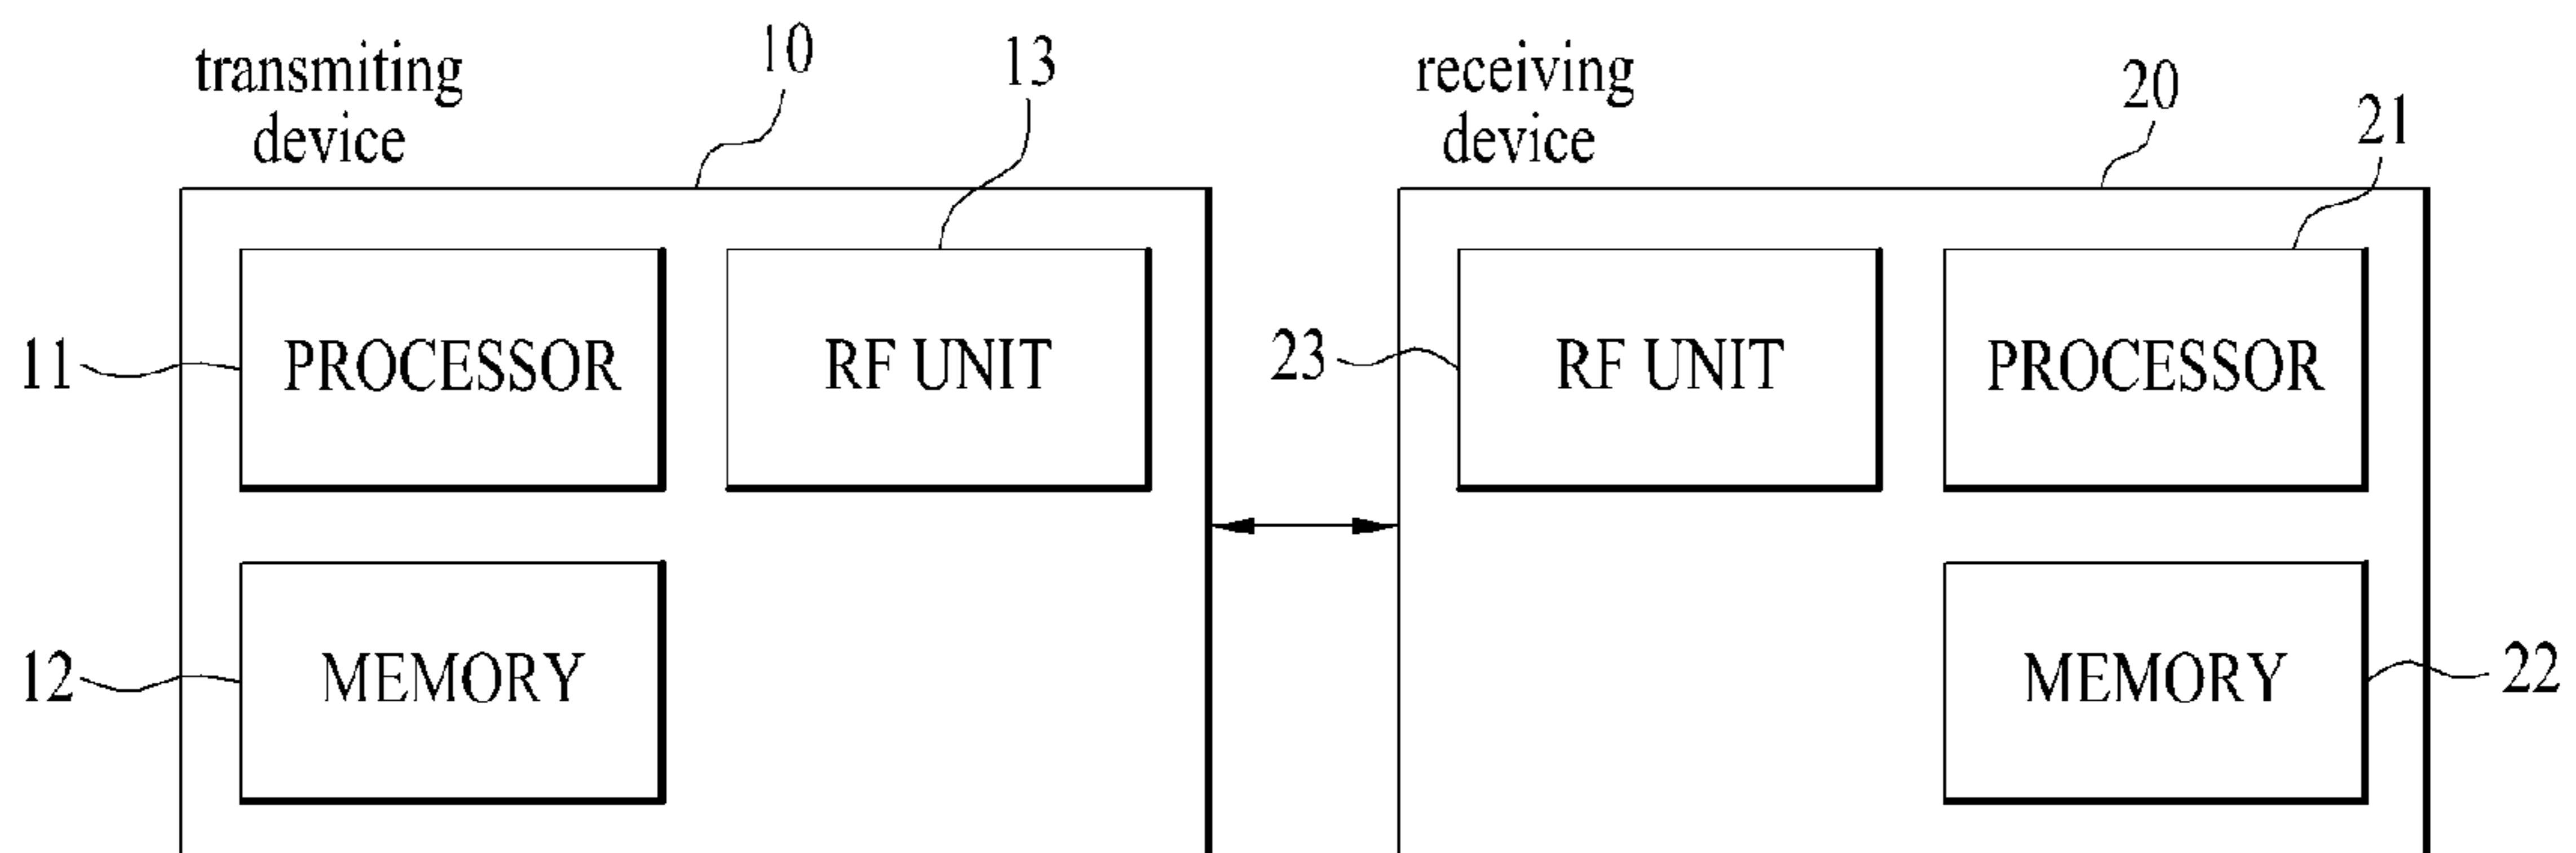 transmiting
device
10
13
receiving
device
20
21
11
PROCESSOR
RF UNIT
23
RF UNIT
PROCESSOR
12
MEMORY
MEMORY
22